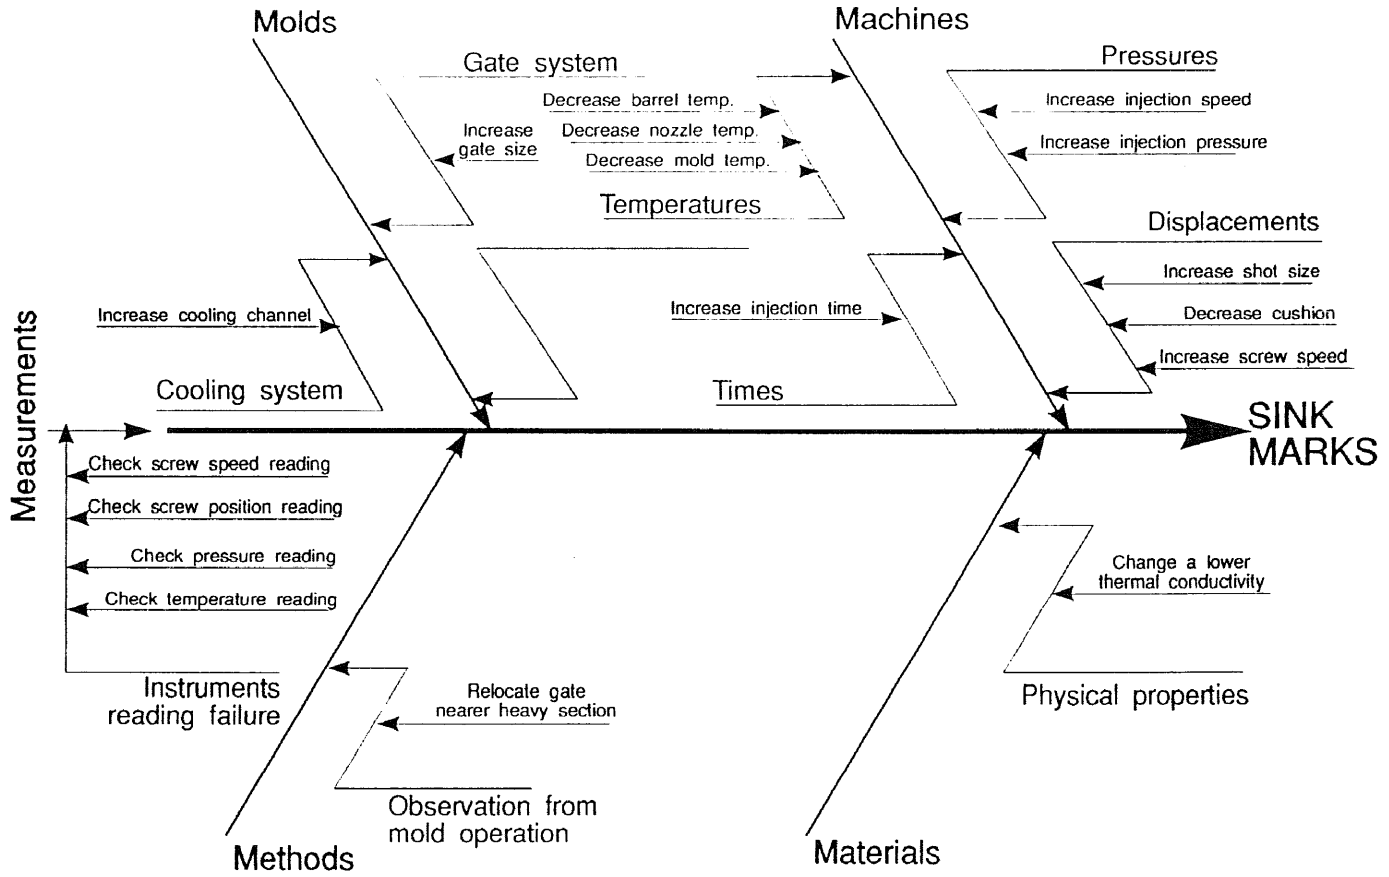 Molds
Machines
Gate system
Pressures
Decrease barrel temp.
Increase injection speed
Increase
gate size
Decrease nozzle temp.
Increase injection pressure
Decrease mold temp.
Temperatures
Displacements
Increase shot size
Increase cooling channel
Increase injection time
Decrease cushion
Increase screw speed
Cooling system
Times
Measurements
SINK
MARKS
Check screw speed reading
Check screw position reading
Check pressure reading
Check temperature reading
Change a lower
thermal conductivity
Instruments
reading failure
Relocate gate
nearer heavy section
Physical properties
Observation from
mold operation
Methods
Materials